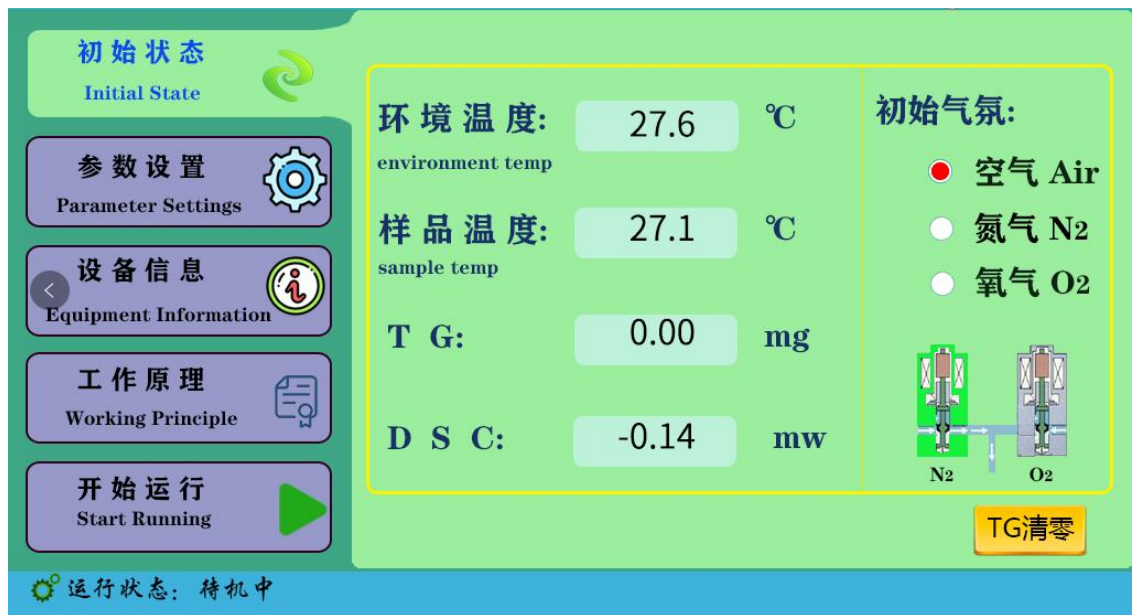 初始状态
Initial State
参数设置
Parameter Settings
设备信息
Equipment Information
工作原理
Working Principle
开始运行
Start Running
环境温度: 27.6 ℃
environment temp
样品温度: 27.1 ℃
sample temp
T G: 0.00 mg
D S C: -0.14 mw
初始气氛:
空气 Air
氮气 N2
氧气 O2
N2 O2
TG清零
运行状态: 待机中